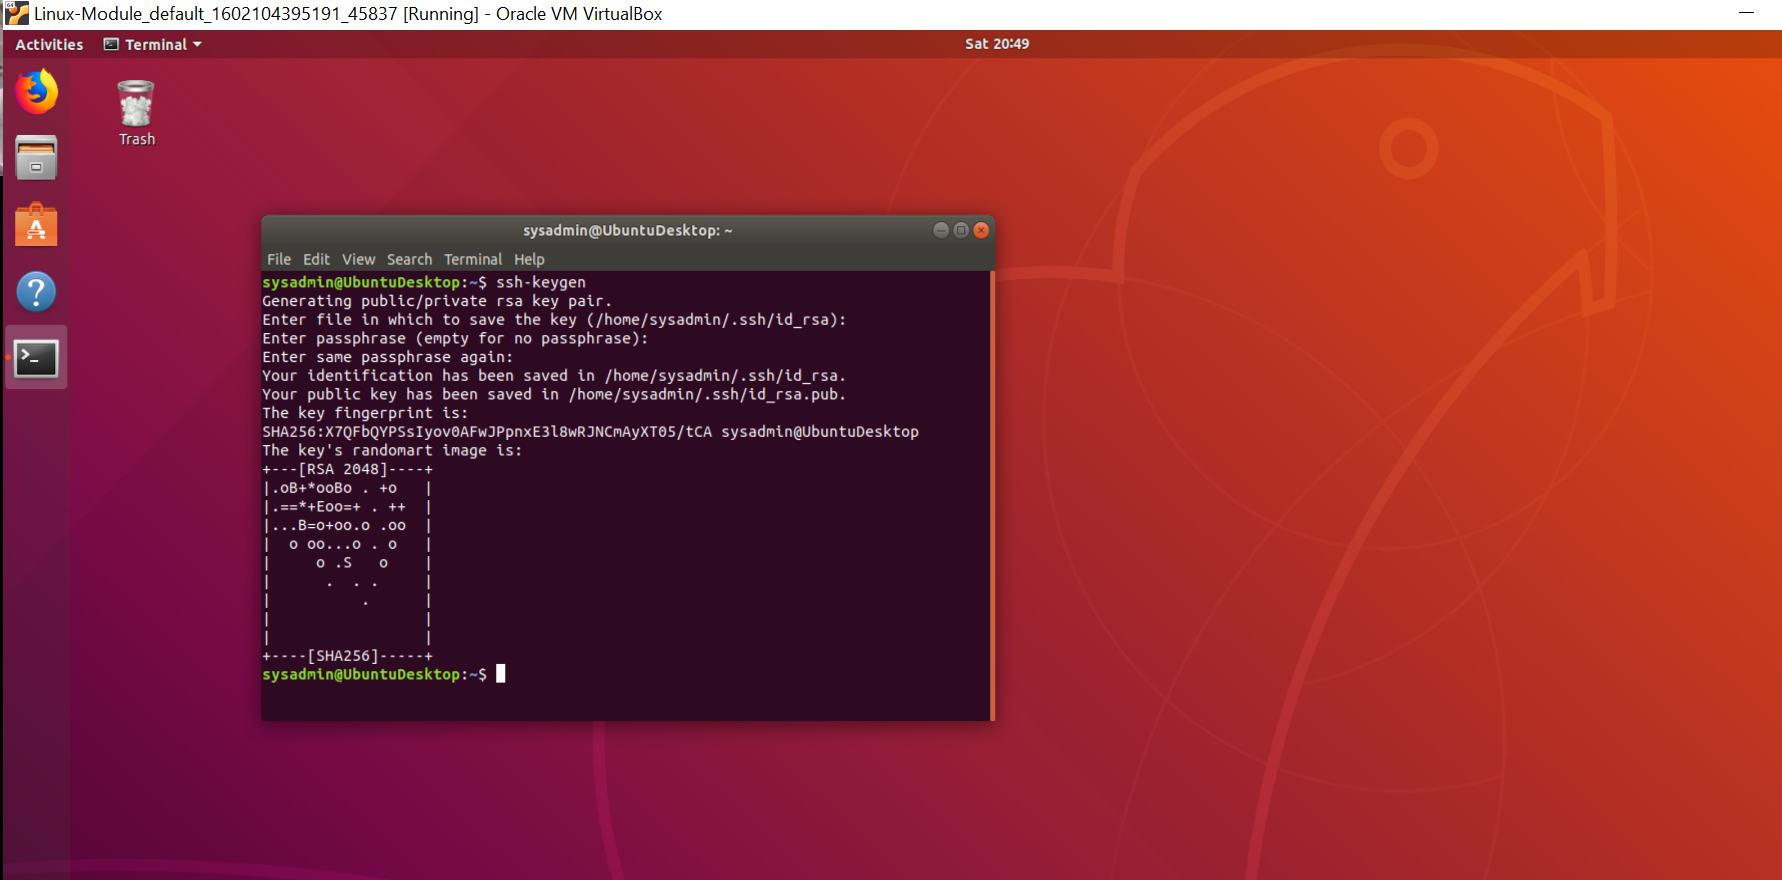 Linux-Module_default_1602104395191_45837 [Running] - Oracle VM VirtualBox
Activities Terminal Sat 20:49
Trash
sysadmin@UbuntuDesktop: ~
File Edit View Search Terminal Help
sysadmin@UbuntuDesktop:~$ ssh-keygen
Generating public/private rsa key pair.
Enter file in which to save the key (/home/sysadmin/.ssh/id_rsa):
Enter passphrase (empty for no passphrase):
Enter same passphrase again:
Your identification has been saved in /home/sysadmin/.ssh/id_rsa.
Your public key has been saved in /home/sysadmin/.ssh/id_rsa.pub.
The key fingerprint is:
SHA256:X7QFbQYPSsIyov0AFwJPpnxE3l8wRJNCmAyXT05/tCA sysadmin@UbuntuDesktop
The key's randomart image is:
+---[RSA 2048]----+
|.oB+*ooBo . +o   |
|.==*+Eoo=+ . ++  |
|...B=o+oo.o .oo  |
|  o oo...o . o   |
|     o .S   o    |
|      .  . .     |
|          .      |
|                 |
|                 |
+----[SHA256]-----+
sysadmin@UbuntuDesktop:~$